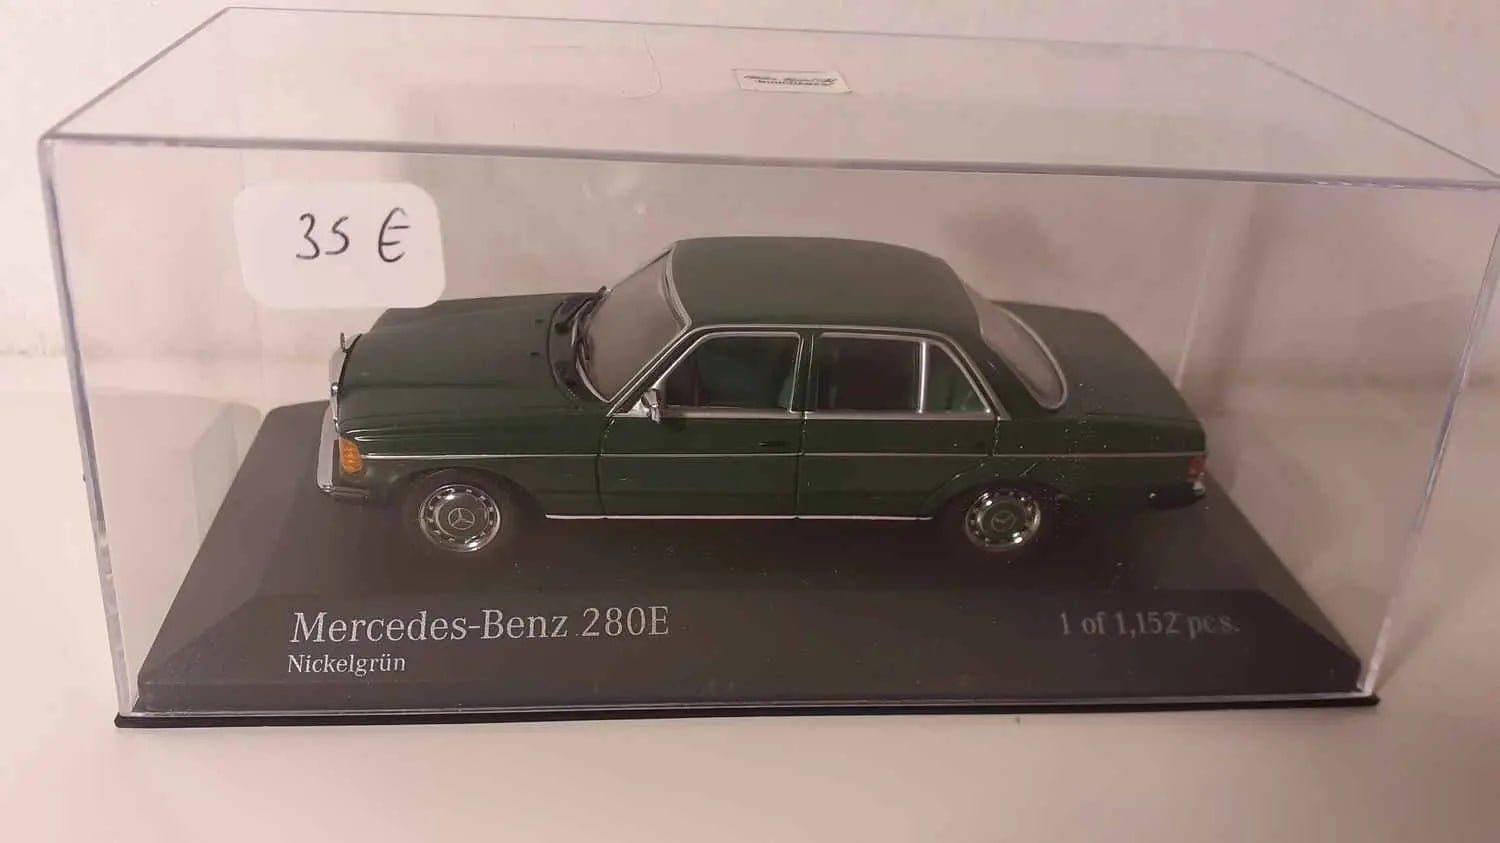 35 €
Mercedes-Benz 280E
Nickelgrün
1 of 1,152 pcs.